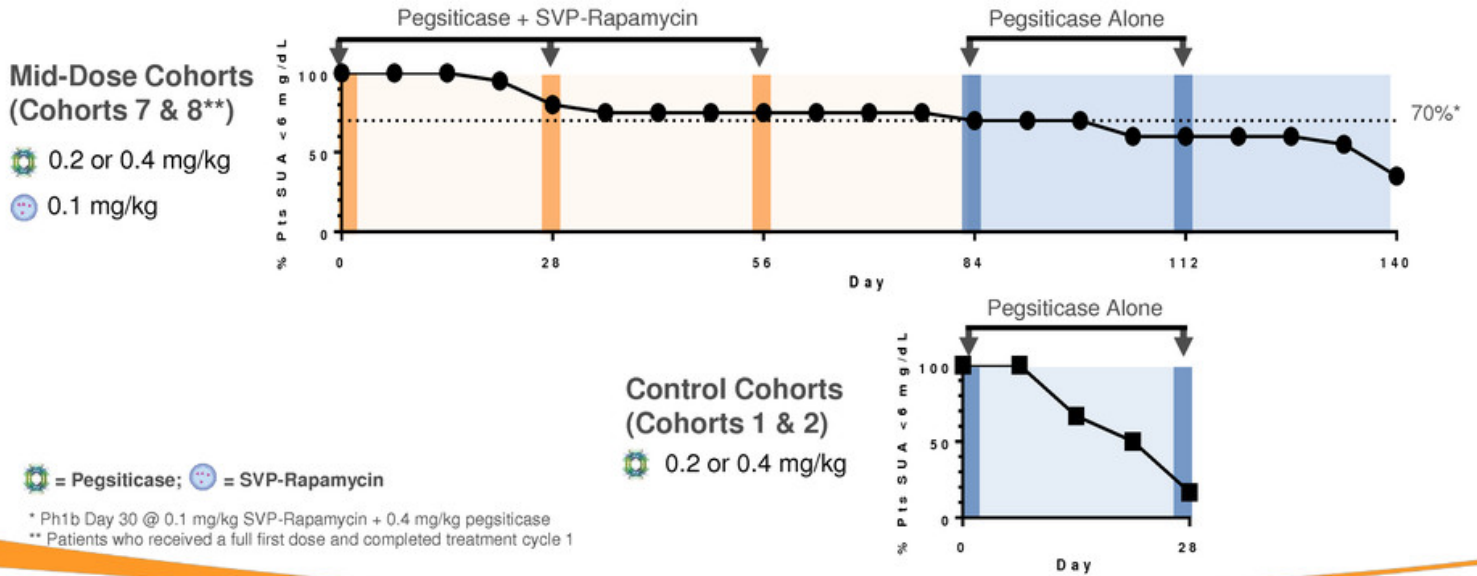 Pegsiticase + SVP-Rapamycin
Pegsiticase Alone
Mid-Dose Cohorts
(Cohorts 7 & 8**)
0.2 or 0.4 mg/kg
0.1 mg/kg
% Pts SUA <6 mg/dL
100
50
0
70%*
0 28 56 84 112 140
Day
Pegsiticase Alone
Control Cohorts
(Cohorts 1 & 2)
0.2 or 0.4 mg/kg
% Pts SUA <6 mg/dL
100
50
0
0 28
Day
= Pegsiticase; = SVP-Rapamycin
* Ph1b Day 30 @ 0.1 mg/kg SVP-Rapamycin + 0.4 mg/kg pegsiticase
** Patients who received a full first dose and completed treatment cycle 1